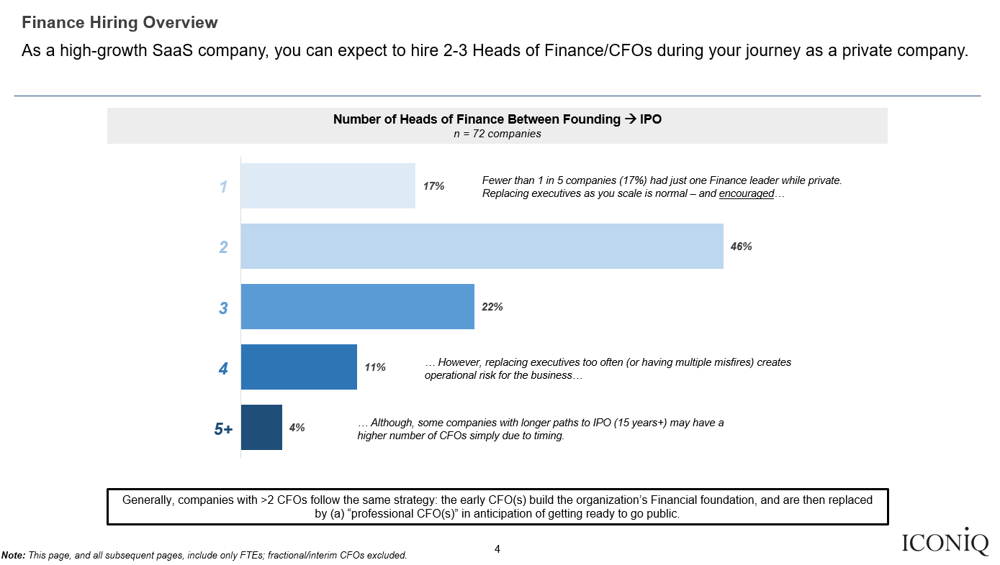 Finance Hiring Overview
As a high-growth SaaS company, you can expect to hire 2-3 Heads of Finance/CFOs during your journey as a private company.
Number of Heads of Finance Between Founding → IPO
n = 72 companies
1
17%
Fewer than 1 in 5 companies (17%) had just one Finance leader while private.
Replacing executives as you scale is normal – and encouraged…
2
46%
3
22%
4
11%
… However, replacing executives too often (or having multiple misfires) creates
operational risk for the business…
5+
4%
… Although, some companies with longer paths to IPO (15 years+) may have a
higher number of CFOs simply due to timing.
Generally, companies with >2 CFOs follow the same strategy: the early CFO(s) build the organization’s Financial foundation, and are then replaced
by (a) “professional CFO(s)” in anticipation of getting ready to go public.
Note: This page, and all subsequent pages, include only FTEs; fractional/interim CFOs excluded.
4
ICONIQ